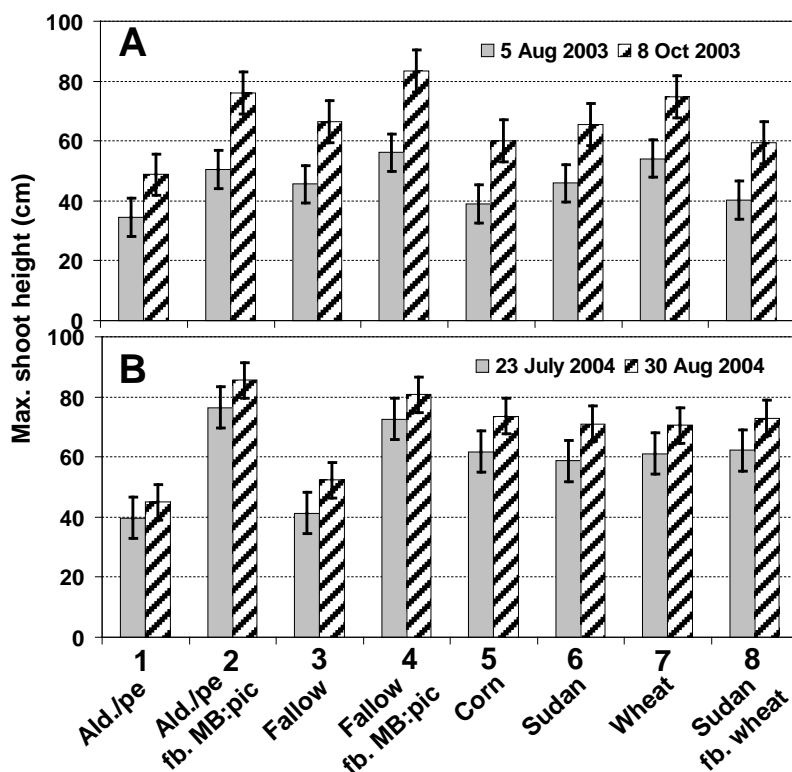 Max. shoot height (cm)
A
5 Aug 2003 8 Oct 2003
100
80
60
40
20
0
B
23 July 2004 30 Aug 2004
100
80
60
40
20
0
1 2 3 4 5 6 7 8
Ald./pe
Ald./pe
fb. MB:pic
Fallow
Fallow
fb. MB:pic
Corn
Sudan
Wheat
Sudan
fb. wheat